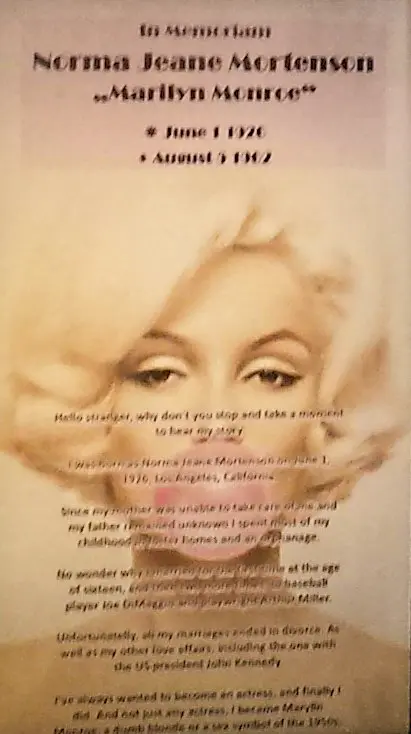 In Memoriam
Norma Jeane Mortenson
„Marilyn Monroe“
* June 1 1926
+ August 5 1962
Hello stranger, why don't you stop and take a moment
to hear my story
I was born as Norma Jeane Mortenson on June 1,
1926, Los Angeles, California
Since my mother was unable to take care of me and
my father remained unknown I spent most of my
childhood in foster homes and an orphanage.
No wonder why I married for the first time at the age
of sixteen, and then two more times to baseball
player Joe DiMaggio and playwright Arthur Miller.
Unfortunatelly, all my marriages ended in divorce. As
well as my other love affairs, including the one with
the US president John Kennedy
I've always wanted to become an actress, and finally I
did. And not just any actress, I became Marylin
Monroe, a dumb blonde or a sex symbol of the 1950s.